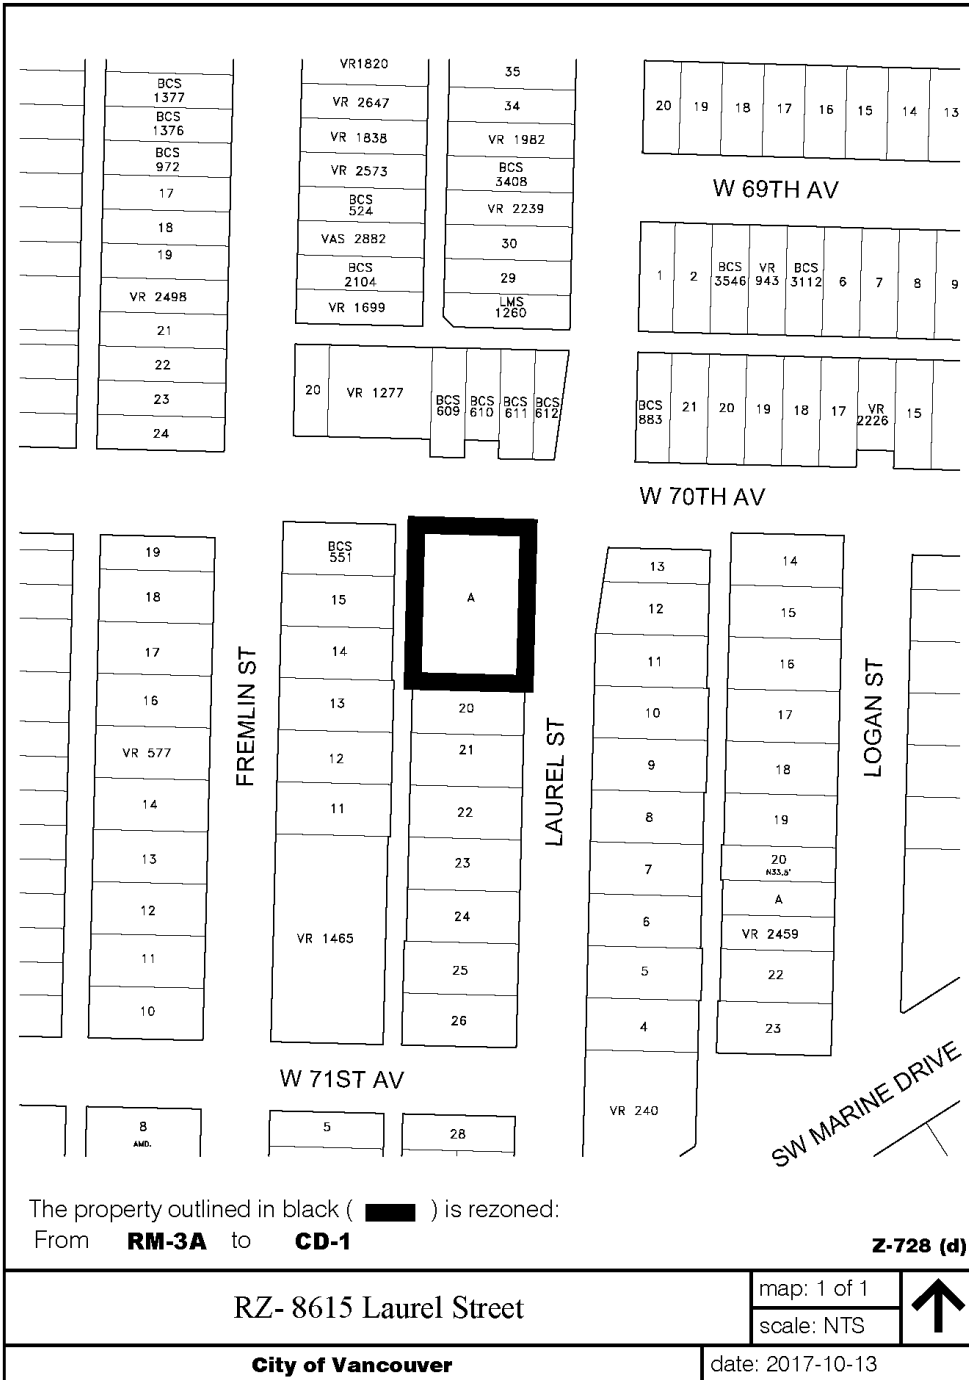 BCS
1377
BCS
1376
BCS
972
17
18
19
VR 2498
21
22
23
24
VR1820
VR 2647
VR 1838
VR 2573
BCS
524
VAS 2882
BCS
2104
VR 1699
35
34
VR 1982
BCS
3408
VR 2239
30
29
LMS
1260
20 19 18 17 16 15 14 13
W 69TH AV
1 2 BCS 3546 VR 943 BCS 3112 6 7 8 9
20 VR 1277 BCS 609 BCS 610 BCS 611 BCS 612
BCS 883 21 20 19 18 17 VR 2226 15
W 70TH AV
19
18
17
16
VR 577
14
13
12
11
10
FREMLIN ST
BCS
551
15
14
13
12
11
VR 1465
A
20
21
22
23
24
25
26
LAUREL ST
13
12
11
10
9
8
7
6
5
4
VR 240
14
15
16
17
18
19
20
N33.5'
A
VR 2459
22
23
LOGAN ST
W 71ST AV
SW MARINE DRIVE
8
AMD.
5
28
The property outlined in black ( ) is rezoned:
From RM-3A to CD-1
Z-728 (d)
RZ- 8615 Laurel Street
map: 1 of 1
scale: NTS
City of Vancouver
date: 2017-10-13